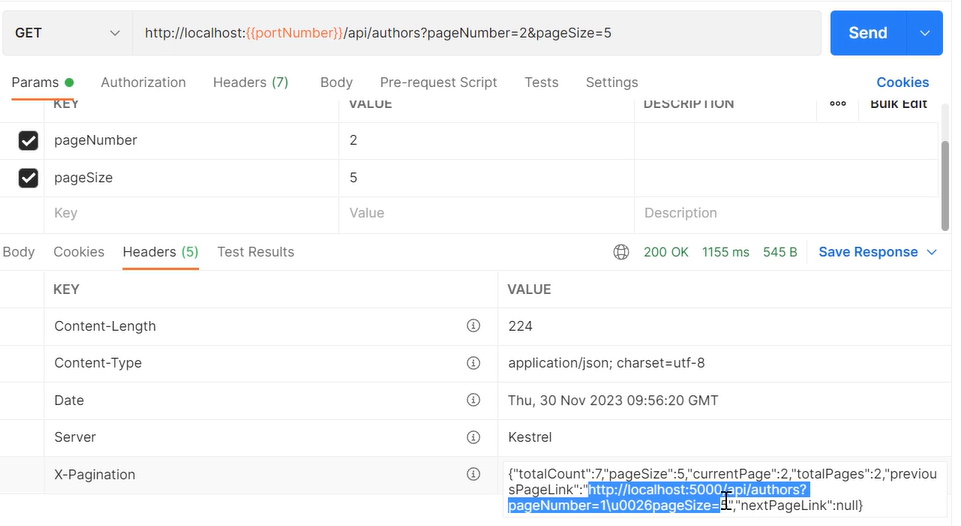 GET http://localhost:{{portNumber}}/api/authors?pageNumber=2&pageSize=5 Send
Params Authorization Headers (7) Body Pre-request Script Tests Settings Cookies
KEY VALUE DESCRIPTION ooo Bulk Edit
pageNumber 2
pageSize 5
Key Value Description
Body Cookies Headers (5) Test Results 200 OK 1155 ms 545 B Save Response
KEY VALUE
Content-Length 224
Content-Type application/json; charset=utf-8
Date Thu, 30 Nov 2023 09:56:20 GMT
Server Kestrel
X-Pagination {"totalCount":7,"pageSize":5,"currentPage":2,"totalPages":2,"previou
sPageLink":"http://localhost:5000/api/authors?
pageNumber=1\u0026pageSize= ","nextPageLink":null}